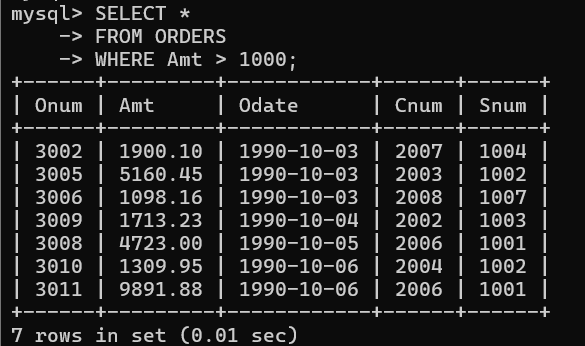 mysql> SELECT *
    -> FROM ORDERS
    -> WHERE Amt > 1000;
+------+---------+------------+------+------+
| Onum | Amt     | Odate      | Cnum | Snum |
+------+---------+------------+------+------+
| 3002 | 1900.10 | 1990-10-03 | 2007 | 1004 |
| 3005 | 5160.45 | 1990-10-03 | 2003 | 1002 |
| 3006 | 1098.16 | 1990-10-03 | 2008 | 1007 |
| 3009 | 1713.23 | 1990-10-04 | 2002 | 1003 |
| 3008 | 4723.00 | 1990-10-05 | 2006 | 1001 |
| 3010 | 1309.95 | 1990-10-06 | 2004 | 1002 |
| 3011 | 9891.88 | 1990-10-06 | 2006 | 1001 |
+------+---------+------------+------+------+
7 rows in set (0.01 sec)